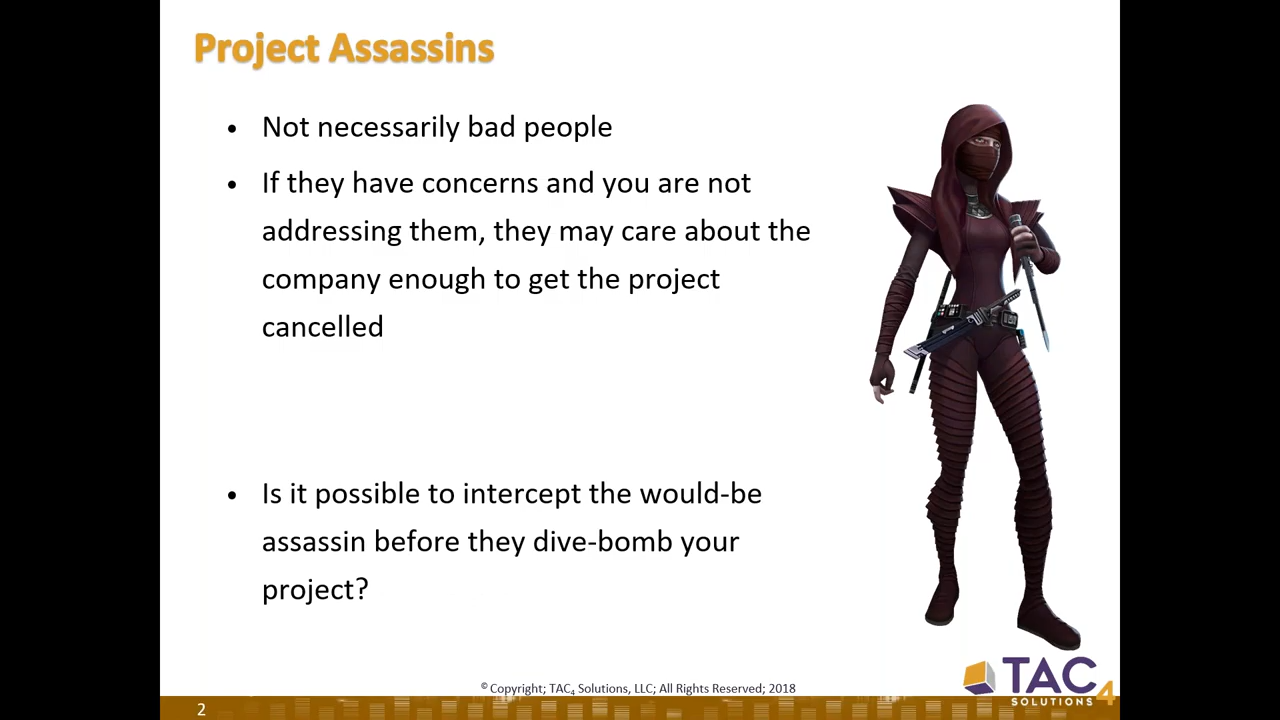 Project Assassins
• Not necessarily bad people
• If they have concerns and you are not
addressing them, they may care about the
company enough to get the project
cancelled
• Is it possible to intercept the would-be
assassin before they dive-bomb your
project?
© Copyright; TAC4 Solutions, LLC; All Rights Reserved; 2018
TAC4
SOLUTIONS
2